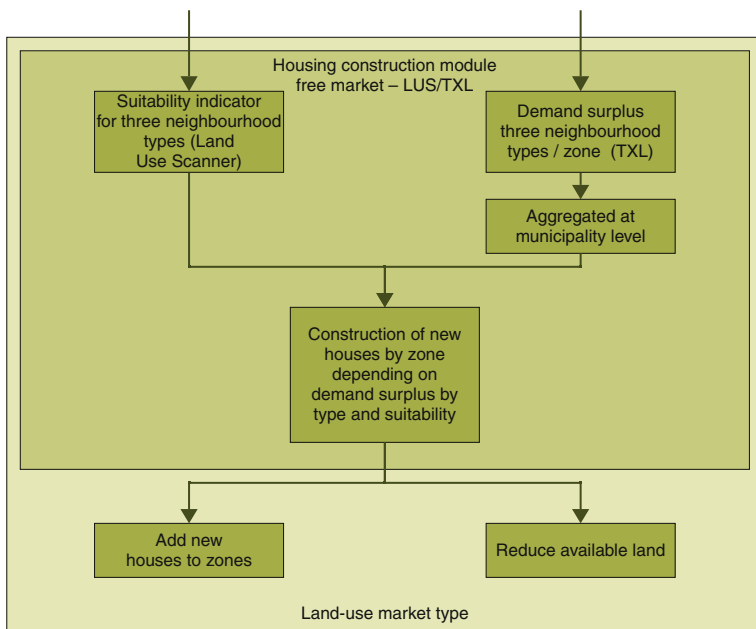 Housing construction module
free market – LUS/TXL
Suitability indicator
for three neighbourhood
types (Land
Use Scanner)
Demand surplus
three neighbourhood
types / zone (TXL)
Aggregated at
municipality level
Construction of new
houses by zone
depending on
demand surplus by
type and suitability
Add new
houses to zones
Reduce available land
Land-use market type